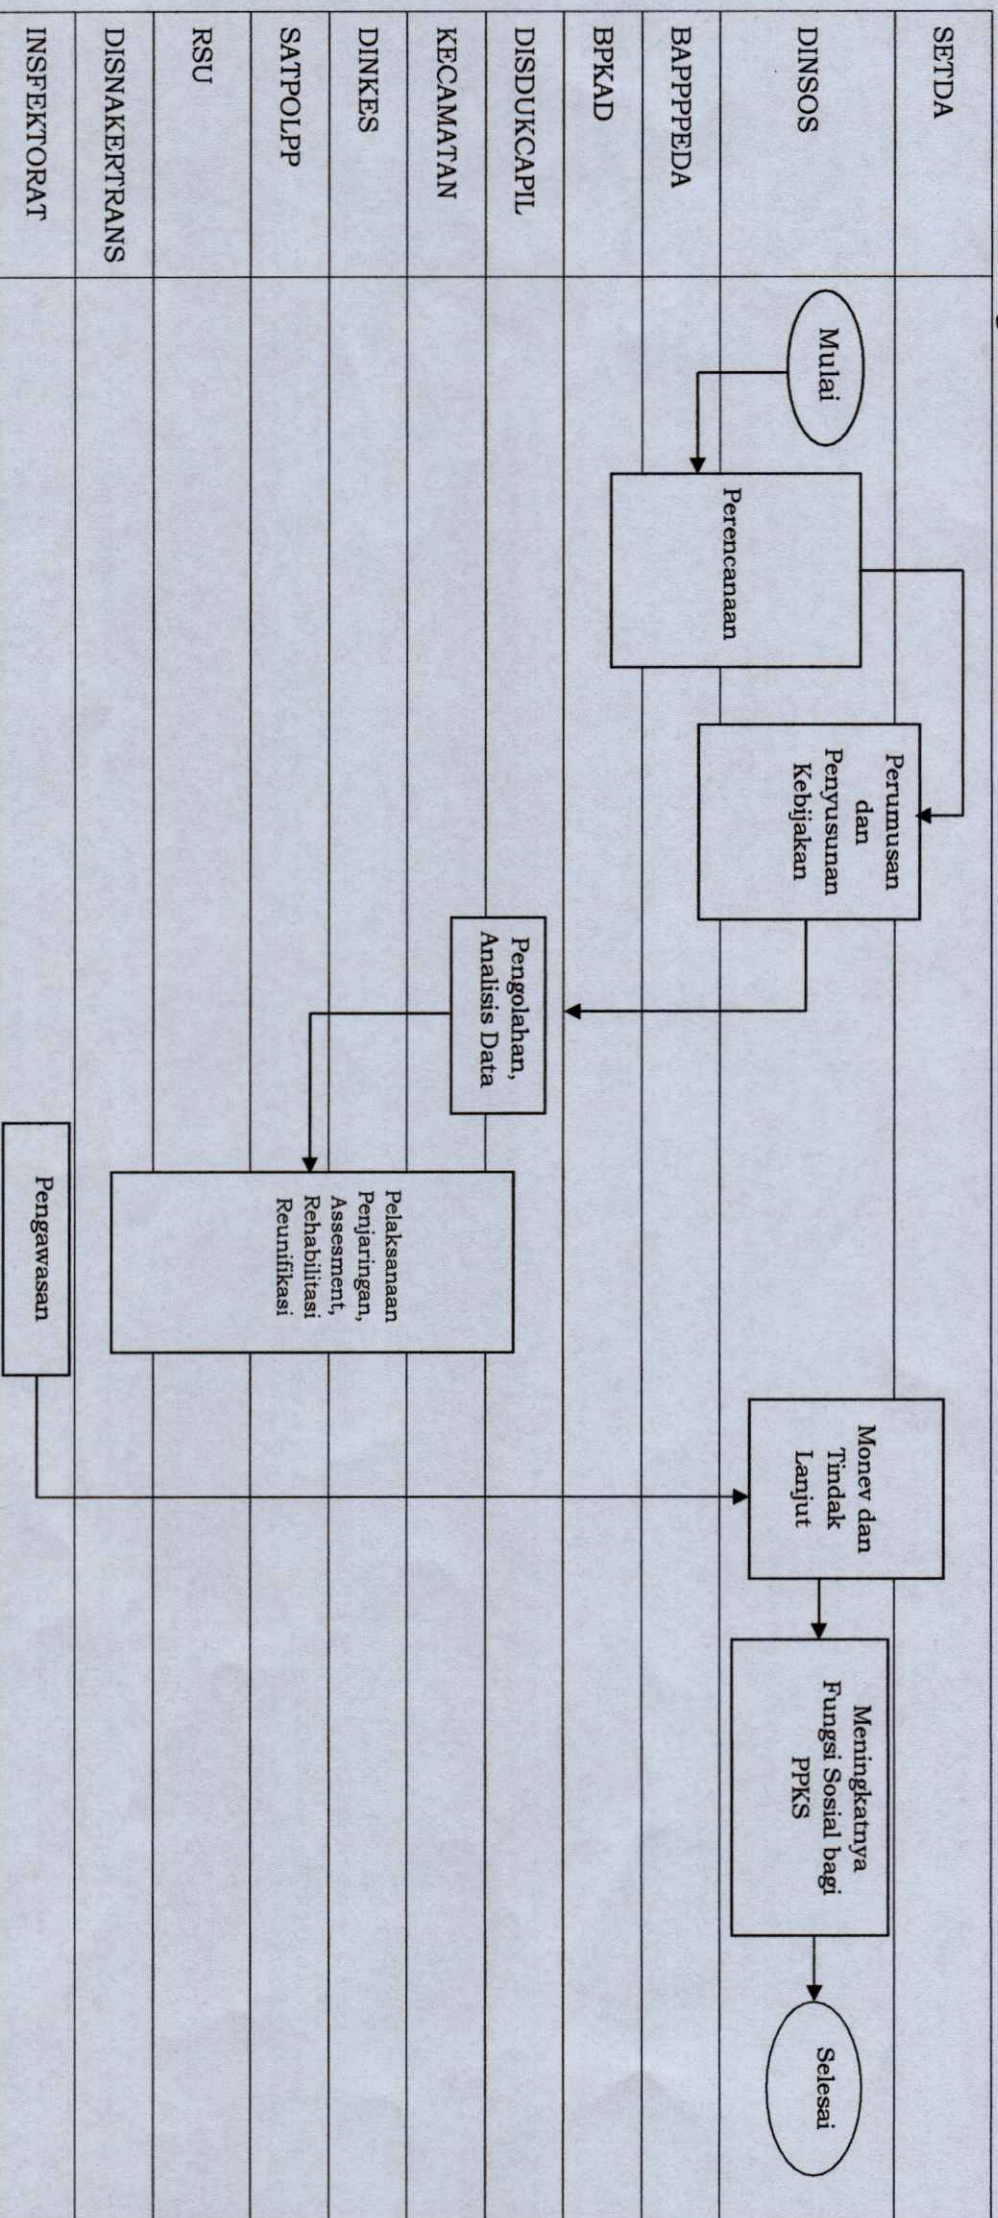 SETDA
DINSOS
BAPPPPEDA
BPKAD
DISDUKCAPIL
KECAMATAN
DINKES
SATPOLPP
RSU
DISNAKERTRANS
INSFEKTORAT
Mulai
Perencanaan
Perumusan
dan
Penyusunan
Kebijakan
Pengolahan,
Analisis Data
Pelaksanaan
Penjaringan,
Assesment,
Rehabilitasi
Reunifikasi
Pengawasan
Monev dan
Tindak
Lanjut
Meningkatnya
Fungsi Sosial bagi
PPKS
Selesai